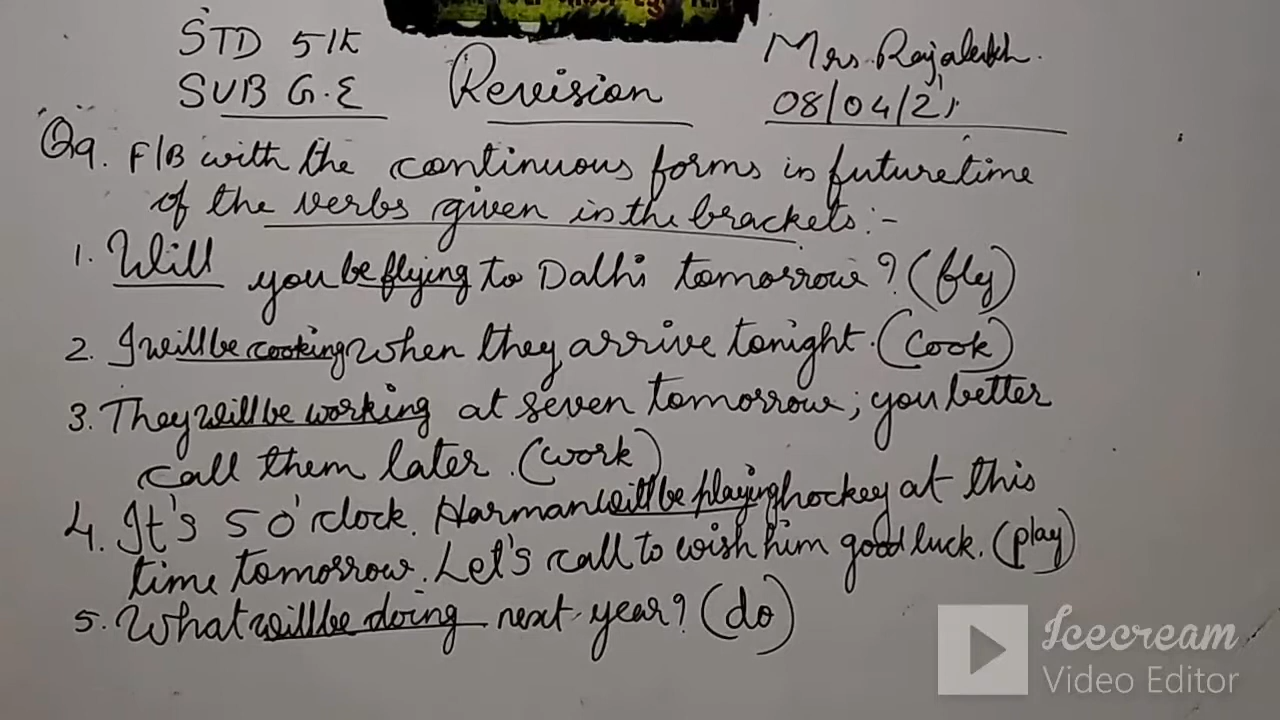 STD 5th
Mrs. Rajalekh.
SUB G.E
Revision
08/04/21
Q9. F/B with the continuous forms in future time
of the verbs given in the brackets:-
1. Will you be flying to Dalhi tomorrow? (fly)
2. I will be cooking when they arrive tonight. (Cook)
3. They will be working at seven tomorrow; you better
call them later. (work)
4. It's 5 O'clock. Harman will be playing hockey at this
time tomorrow. Let's call to wish him good luck. (play)
5. What will be doing next year? (do)
Icecream
Video Editor